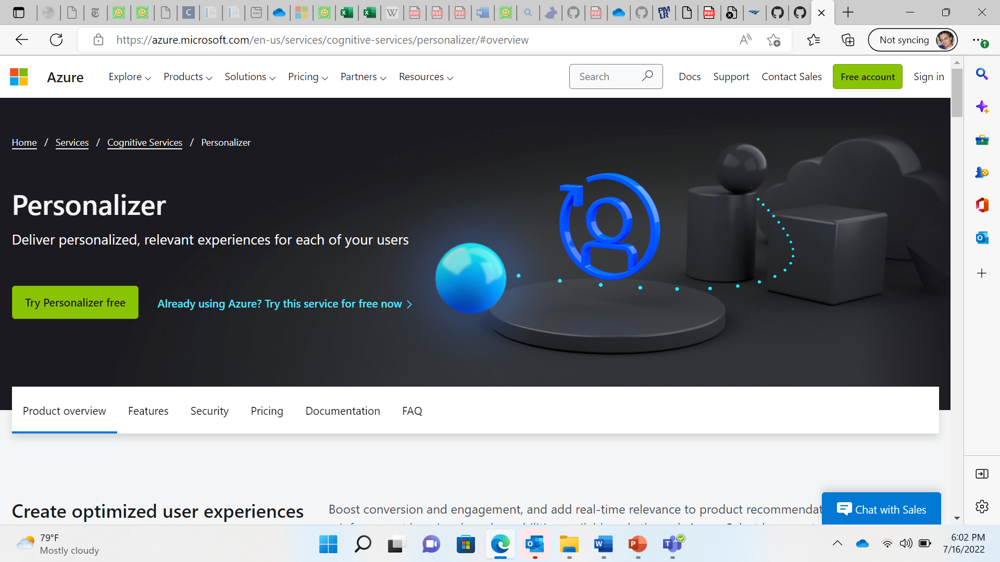 https://azure.microsoft.com/en-us/services/cognitive-services/personalizer/#overview
Not syncing
Azure
Explore
Products
Solutions
Pricing
Partners
Resources
Search
Docs
Support
Contact Sales
Free account
Sign in
Home / Services / Cognitive Services / Personalizer
Personalizer
Deliver personalized, relevant experiences for each of your users
Try Personalizer free
Already using Azure? Try this service for free now
Product overview
Features
Security
Pricing
Documentation
FAQ
Create optimized user experiences
Boost conversion and engagement, and add real-time relevance to product recommendat
Chat with Sales
79°F
Mostly cloudy
6:02 PM
7/16/2022